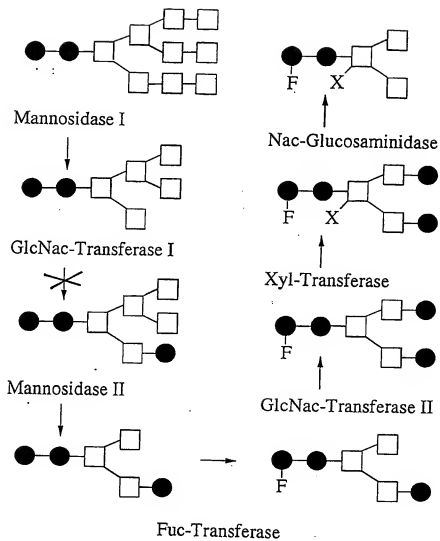 Mannosidase I
GlcNac-Transferase I
Mannosidase II
Fuc-Transferase
F
F
GlcNac-Transferase II
Xyl-Transferase
F
X
Nac-Glucosaminidase
F
X